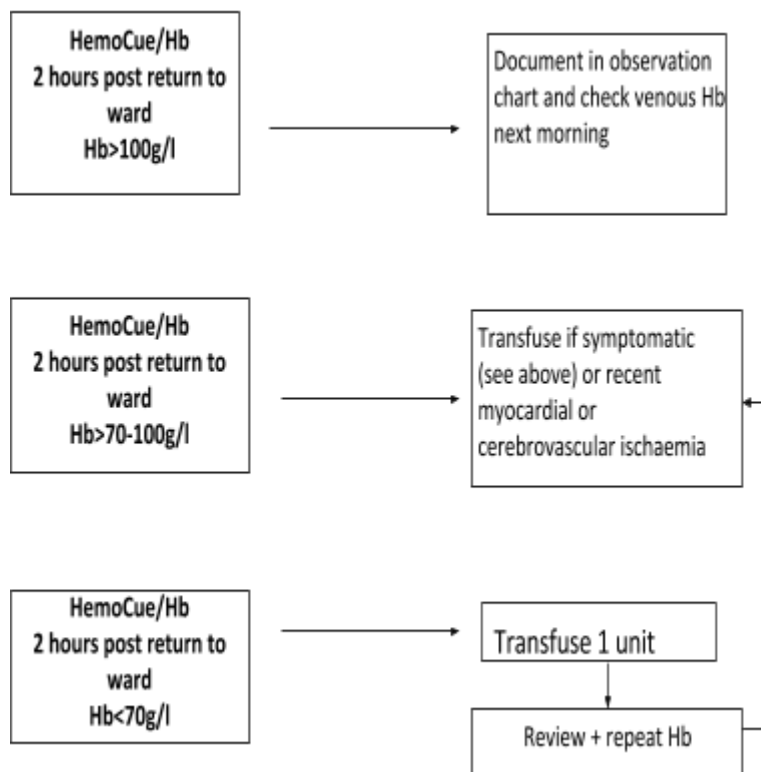 HemoCue/Hb
2 hours post return to
ward
Hb>100g/l
Document in observation
chart and check venous Hb
next morning
HemoCue/Hb
2 hours post return to
ward
Hb>70-100g/l
Transfuse if symptomatic
(see above) or recent
myocardial or
cerebrovascular ischaemia
HemoCue/Hb
2 hours post return to
ward
Hb<70g/l
Transfuse 1 unit
Review + repeat Hb